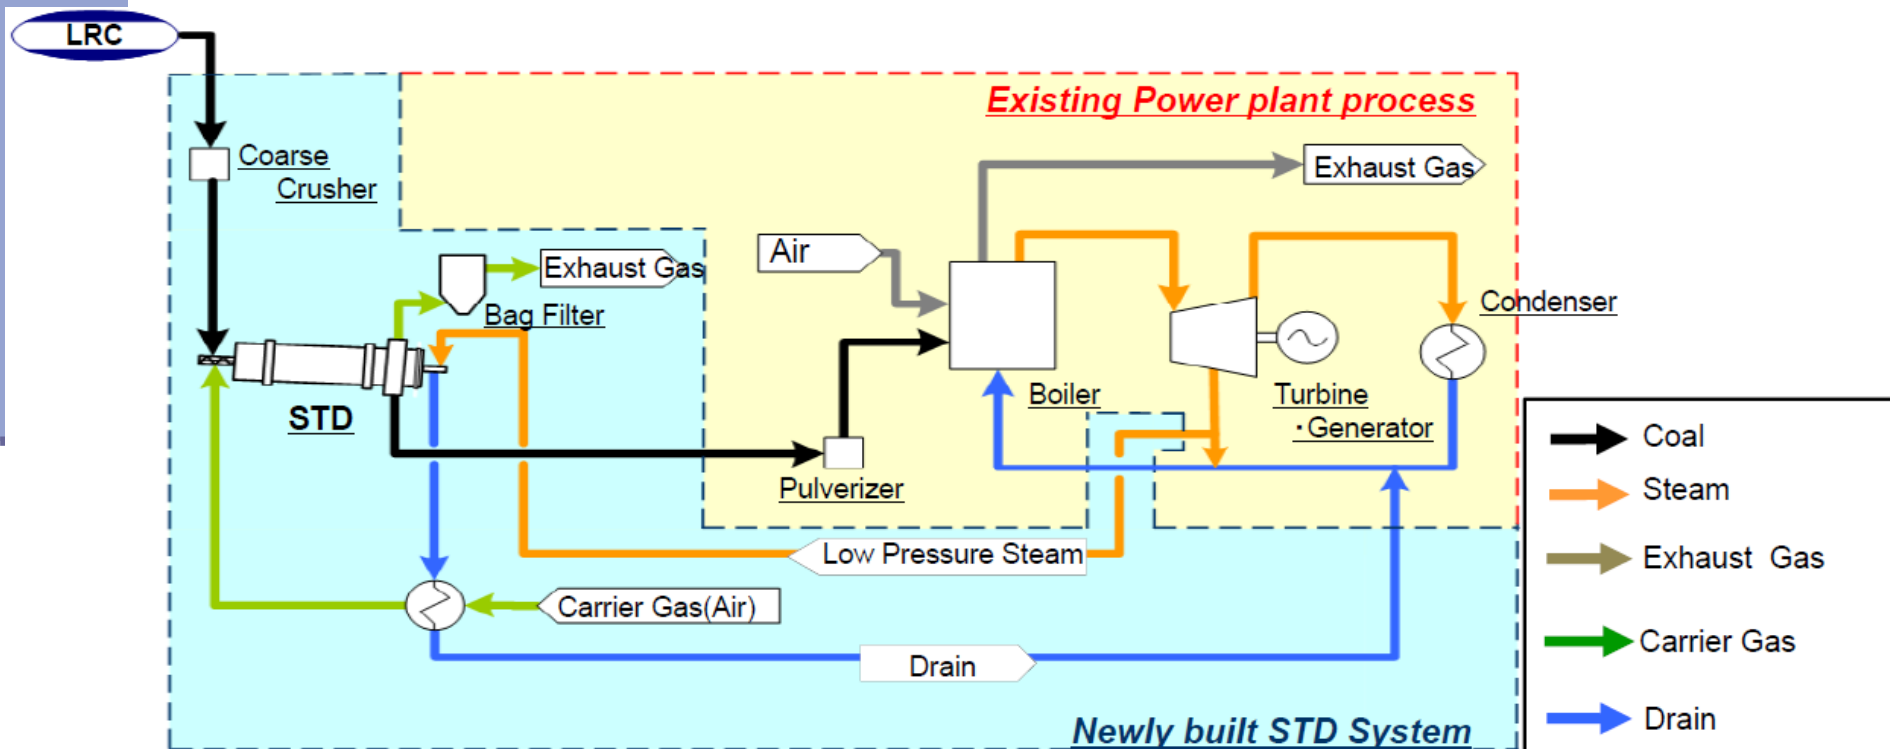 LRC
Existing Power plant process
Coarse
Crusher
Exhaust Gas
Air
Exhaust Gas
Bag Filter
Condenser
STD
Boiler
Turbine
・Generator
Pulverizer
Low Pressure Steam
Carrier Gas(Air)
Drain
Newly built STD System
Coal
Steam
Exhaust Gas
Carrier Gas
Drain